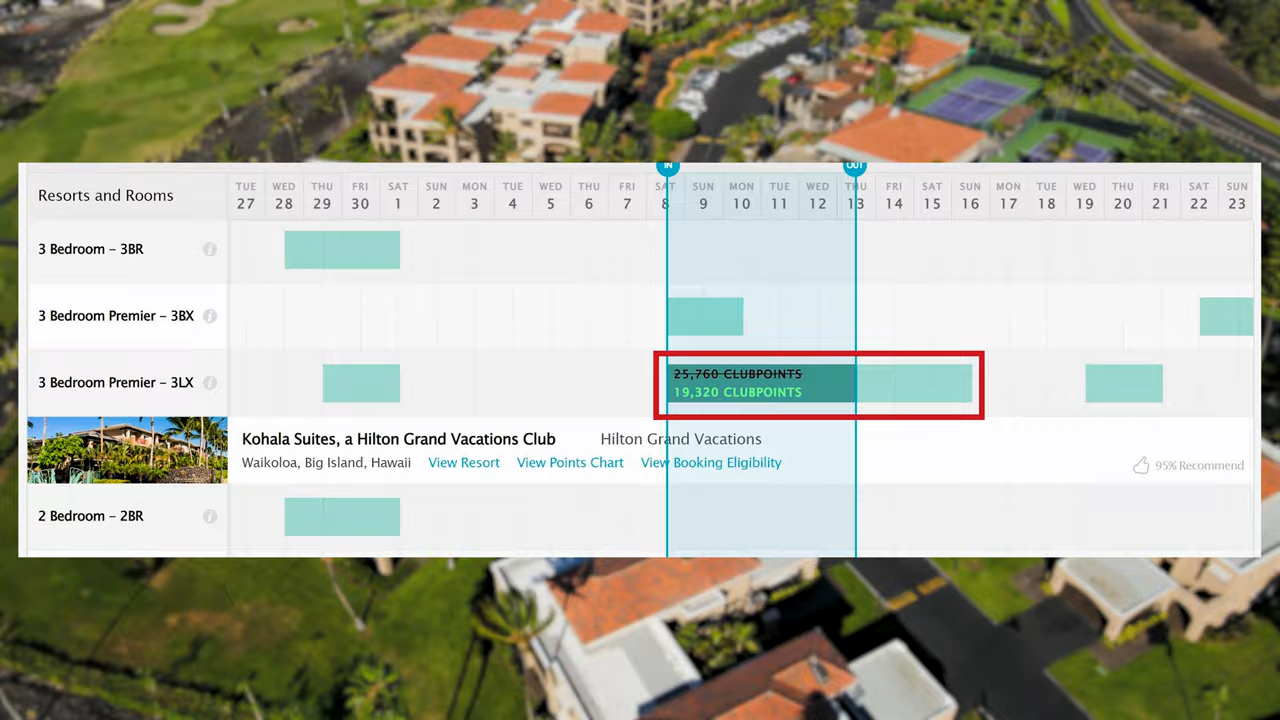 IN OUT
Resorts and Rooms TUE WED THU FRI SAT SUN MON TUE WED THU FRI SAT SUN MON TUE WED THU FRI SAT SUN MON TUE WED THU FRI SAT SUN
27 28 29 30 1 2 3 4 5 6 7 8 9 10 11 12 13 14 15 16 17 18 19 20 21 22 23
3 Bedroom – 3BR i
3 Bedroom Premier – 3BX i
3 Bedroom Premier – 3LX i
25,760 CLUBPOINTS
19,320 CLUBPOINTS
Kohala Suites, a Hilton Grand Vacations Club Hilton Grand Vacations
Waikoloa, Big Island, Hawaii View Resort View Points Chart View Booking Eligibility 95% Recommend
2 Bedroom – 2BR i